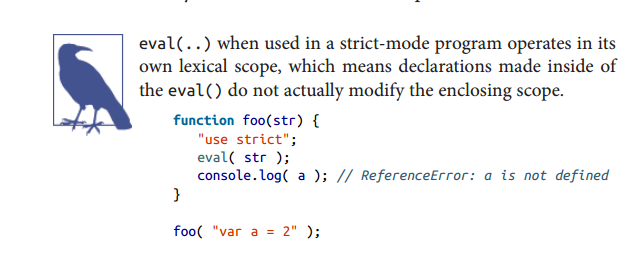 eval(..) when used in a strict-mode program operates in its
own lexical scope, which means declarations made inside of
the eval() do not actually modify the enclosing scope.
function foo(str) {
"use strict";
eval( str );
console.log( a ); // ReferenceError: a is not defined
}
foo( "var a = 2" );